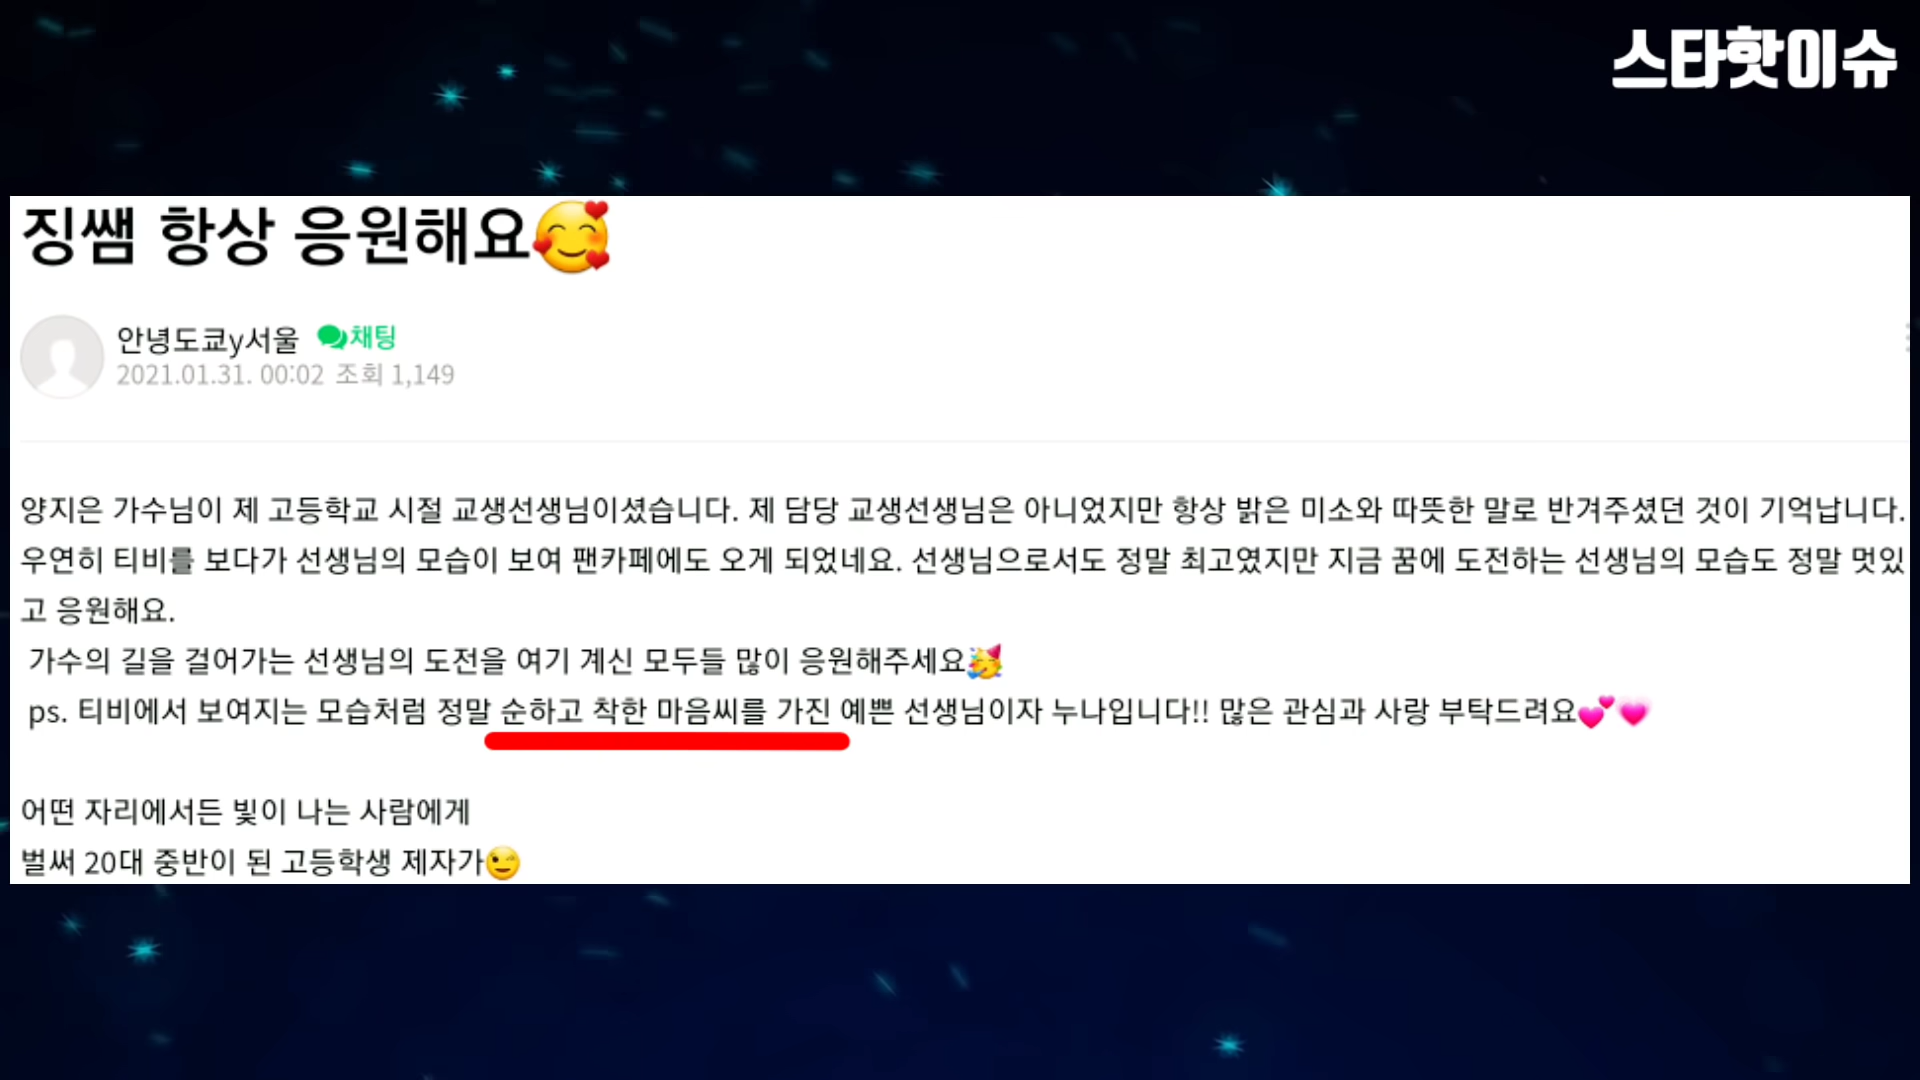 스타핫이슈
징쌤 항상 응원해요🥰
안녕도쿄y서울 채팅
2021.01.31. 00:02 조회 1,149
양지은 가수님이 제 고등학교 시절 교생선생님이셨습니다. 제 담당 교생선생님은 아니었지만 항상 밝은 미소와 따뜻한 말로 반겨주셨던 것이 기억납니다.
우연히 티비를 보다가 선생님의 모습이 보여 팬카페에도 오게 되었네요. 선생님으로서도 정말 최고였지만 지금 꿈에 도전하는 선생님의 모습도 정말 멋있
고 응원해요.
가수의 길을 걸어가는 선생님의 도전을 여기 계신 모두들 많이 응원해주세요🥳
ps. 티비에서 보여지는 모습처럼 정말 순하고 착한 마음씨를 가진 예쁜 선생님이자 누나입니다!! 많은 관심과 사랑 부탁드려요💕💗
어떤 자리에서든 빛이 나는 사람에게
벌써 20대 중반이 된 고등학생 제자가😉